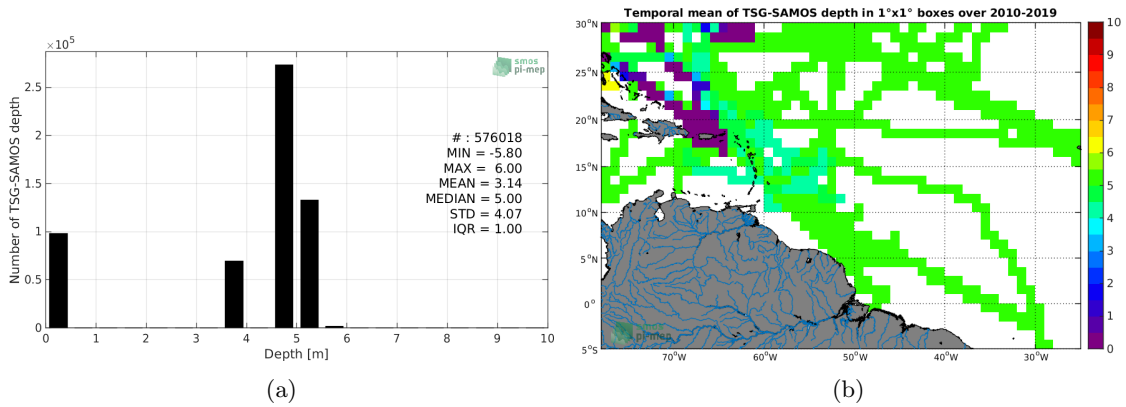 ×10⁵
2.5
2
1.5
1
0.5
0
Number of TSG-SAMOS depth
smos
pi-mep
# : 576018
MIN = -5.80
MAX = 6.00
MEAN = 3.14
MEDIAN = 5.00
STD = 4.07
IQR = 1.00
0 1 2 3 4 5 6 7 8 9 10
Depth [m]
(a)
Temporal mean of TSG-SAMOS depth in 1°x1° boxes over 2010-2019
30°N
25°N
20°N
15°N
10°N
5°N
0°
5°S
smos
pi-mep
70°W 60°W 50°W 40°W 30°W
10
9
8
7
6
5
4
3
2
1
0
(b)